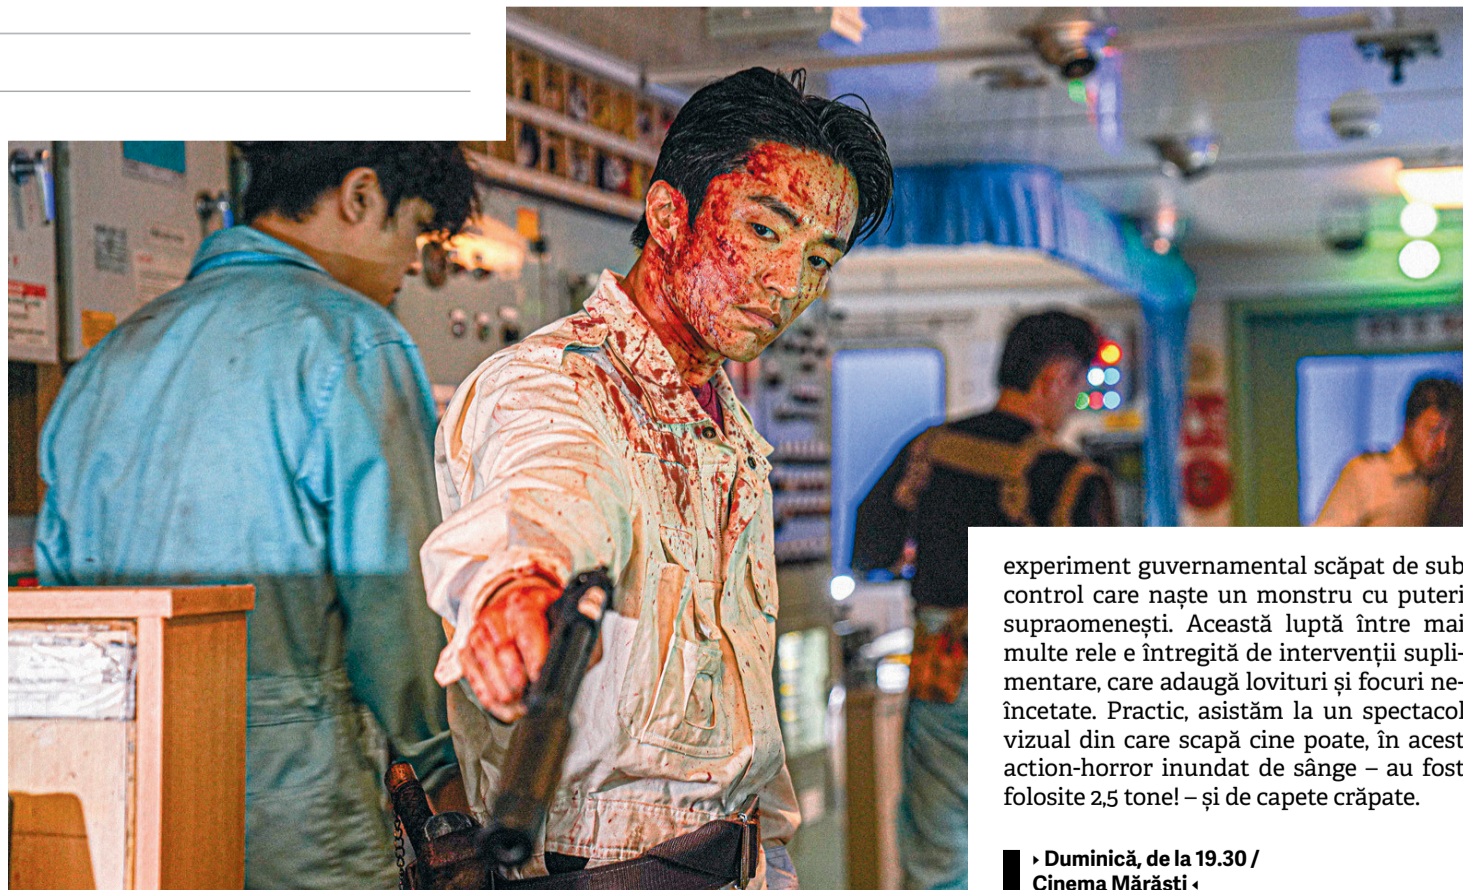 experiment guvernamental scăpat de sub
control care naște un monstru cu puteri
supraomenești. Această luptă între mai
multe rele e întregită de intervenții supli-
mentare, care adaugă lovituri și focuri ne-
încetate. Practic, asistăm la un spectacol
vizual din care scapă cine poate, în acest
action-horror inundat de sânge – au fost
folosite 2,5 tone! – și de capete crăpate.
› Duminică, de la 19.30 /
Cinema Mărăști ‹